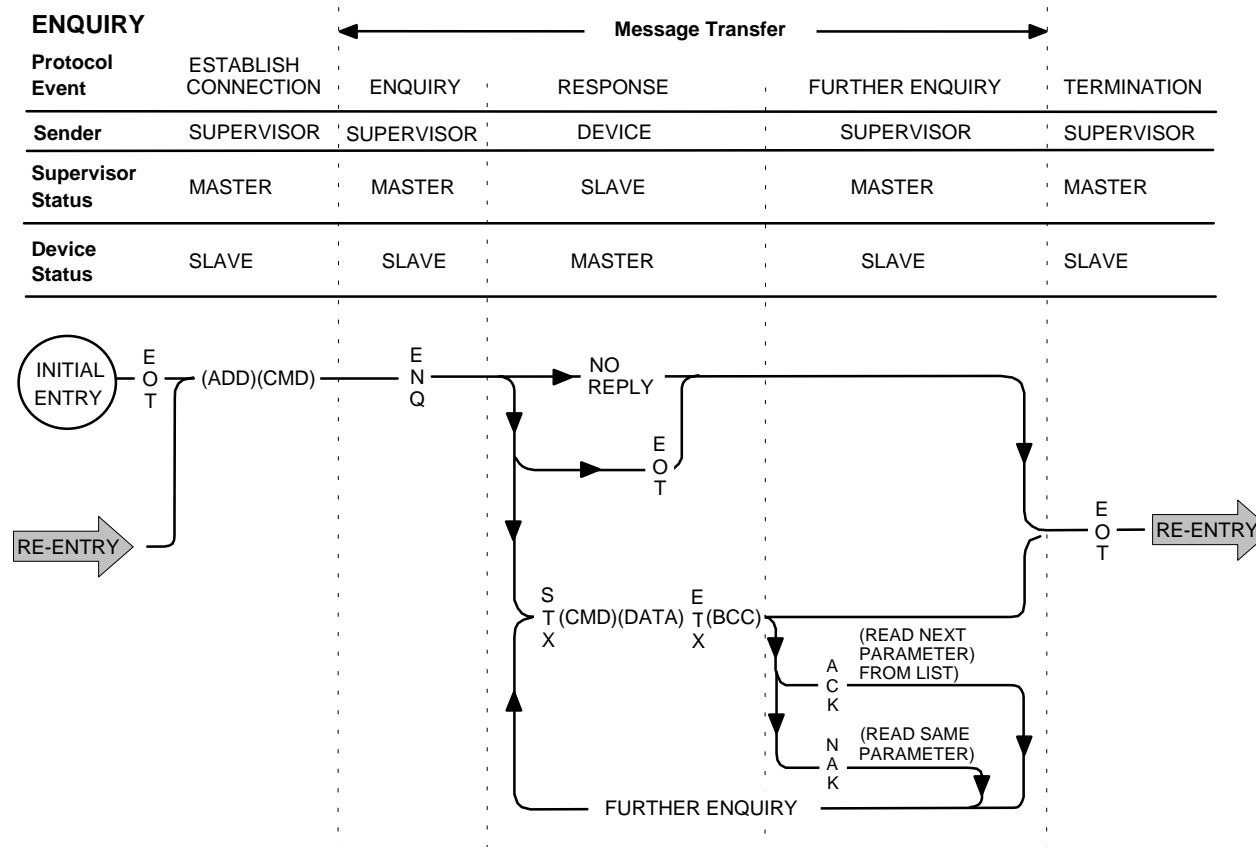 ENQUIRY
Message Transfer
Protocol Event
ESTABLISH CONNECTION
ENQUIRY
RESPONSE
FURTHER ENQUIRY
TERMINATION
Sender
SUPERVISOR
SUPERVISOR
DEVICE
SUPERVISOR
SUPERVISOR
Supervisor Status
MASTER
MASTER
SLAVE
MASTER
MASTER
Device Status
SLAVE
SLAVE
MASTER
SLAVE
SLAVE
INITIAL
ENTRY
EOT
(ADD)(CMD)
ENQ
NO
REPLY
EOT
RE-ENTRY
EOT
RE-ENTRY
STX
(CMD)(DATA)
ETX
(BCC)
ACK
(READ NEXT
PARAMETER)
FROM LIST)
NAK
(READ SAME
PARAMETER)
FURTHER ENQUIRY